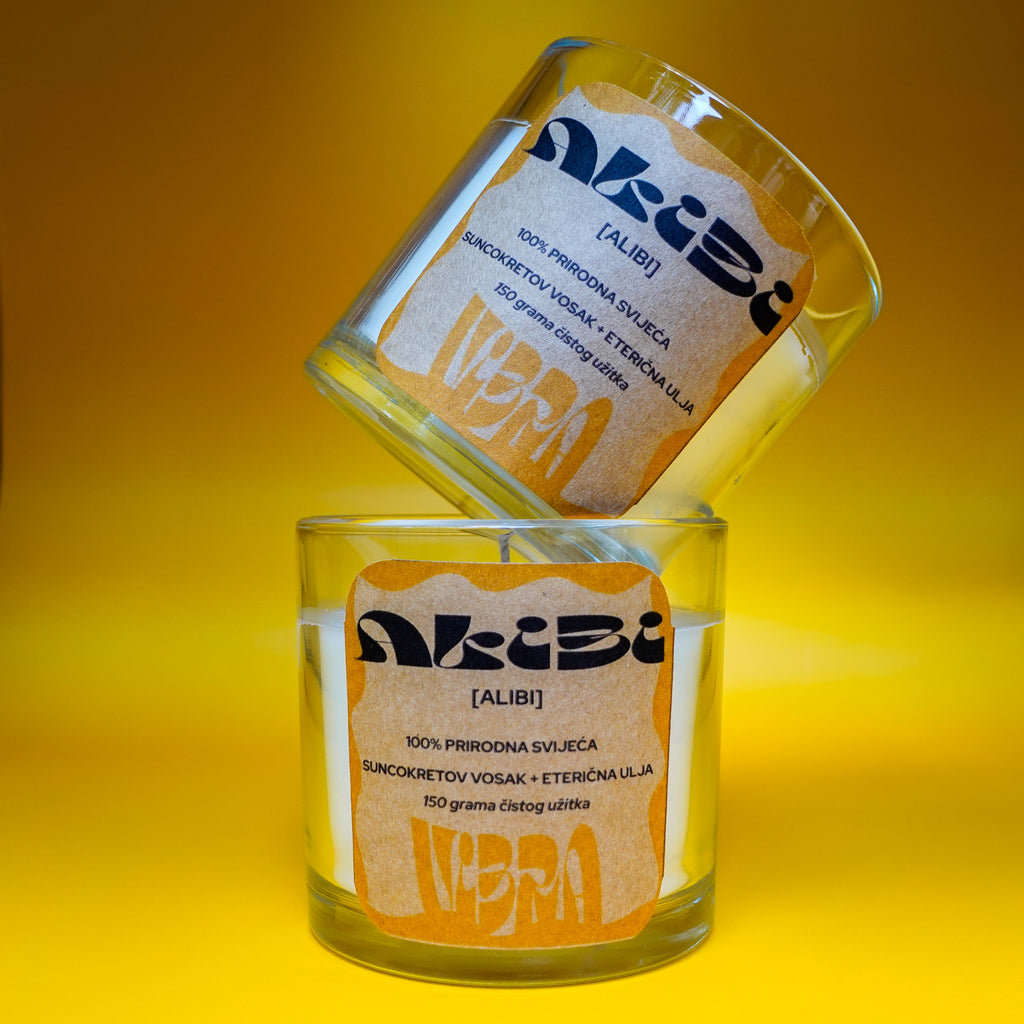 AkiBi
[ALIBI]
100% PRIRODNA SVIJEĆA
SUNCOKRETOV VOSAK + ETERIČNA ULJA
150 grama čistog užitka
VIBRA
AkiBi
[ALIBI]
100% PRIRODNA SVIJEĆA
SUNCOKRETOV VOSAK + ETERIČNA ULJA
150 grama čistog užitka
VIBRA